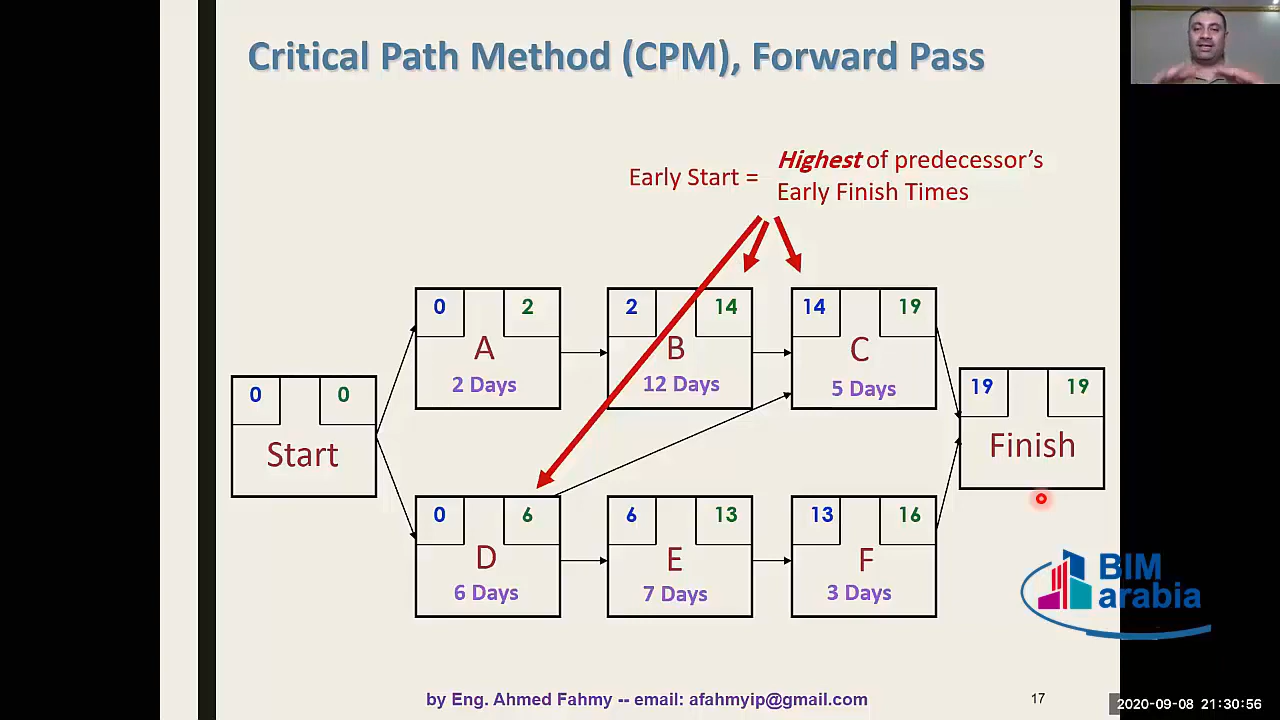 Critical Path Method (CPM), Forward Pass
Early Start =
Highest of predecessor's
Early Finish Times
0 2
A
2 Days
2 14
B
12 Days
14 19
C
5 Days
0 0
Start
19 19
Finish
0 6
D
6 Days
6 13
E
7 Days
13 16
F
3 Days
BIM
arabia
by Eng. Ahmed Fahmy -- email: afahmyip@gmail.com
17
2020-09-08 21:30:56